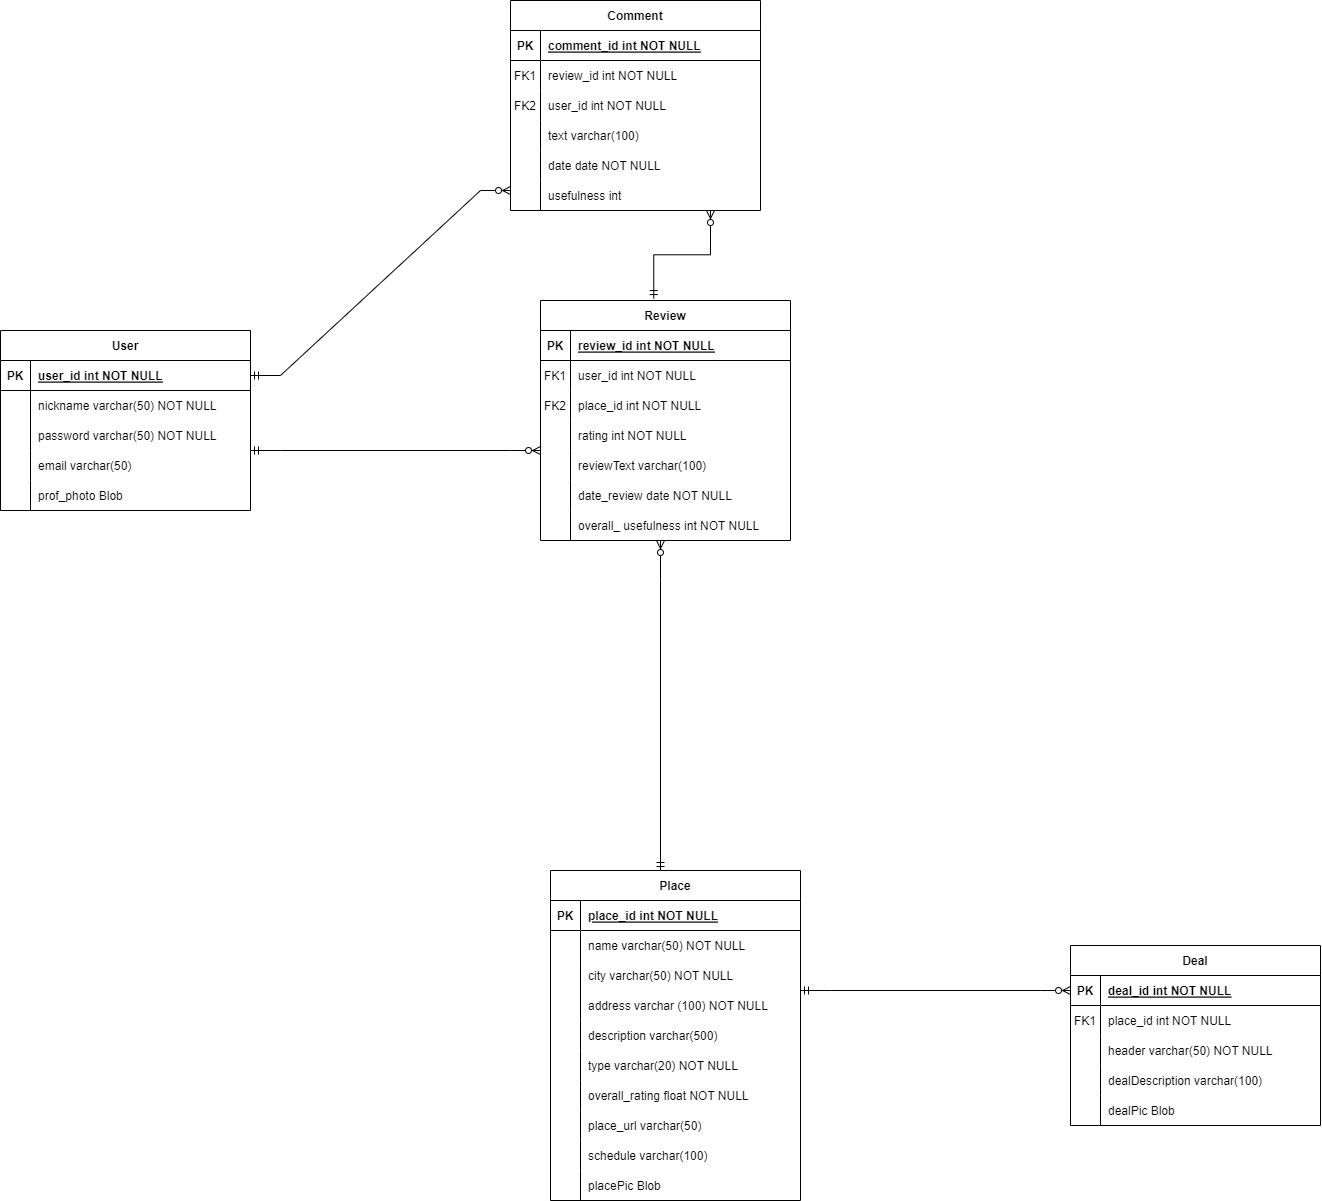 Comment
PK comment_id int NOT NULL
FK1 review_id int NOT NULL
FK2 user_id int NOT NULL
text varchar(100)
date date NOT NULL
usefulness int
User
PK user_id int NOT NULL
nickname varchar(50) NOT NULL
password varchar(50) NOT NULL
email varchar(50)
prof_photo Blob
Review
PK review_id int NOT NULL
FK1 user_id int NOT NULL
FK2 place_id int NOT NULL
rating int NOT NULL
reviewText varchar(100)
date_review date NOT NULL
overall_ usefulness int NOT NULL
Place
PK place_id int NOT NULL
name varchar(50) NOT NULL
city varchar(50) NOT NULL
address varchar (100) NOT NULL
description varchar(500)
type varchar(20) NOT NULL
overall_rating float NOT NULL
place_url varchar(50)
schedule varchar(100)
placePic Blob
Deal
PK deal_id int NOT NULL
FK1 place_id int NOT NULL
header varchar(50) NOT NULL
dealDescription varchar(100)
dealPic Blob